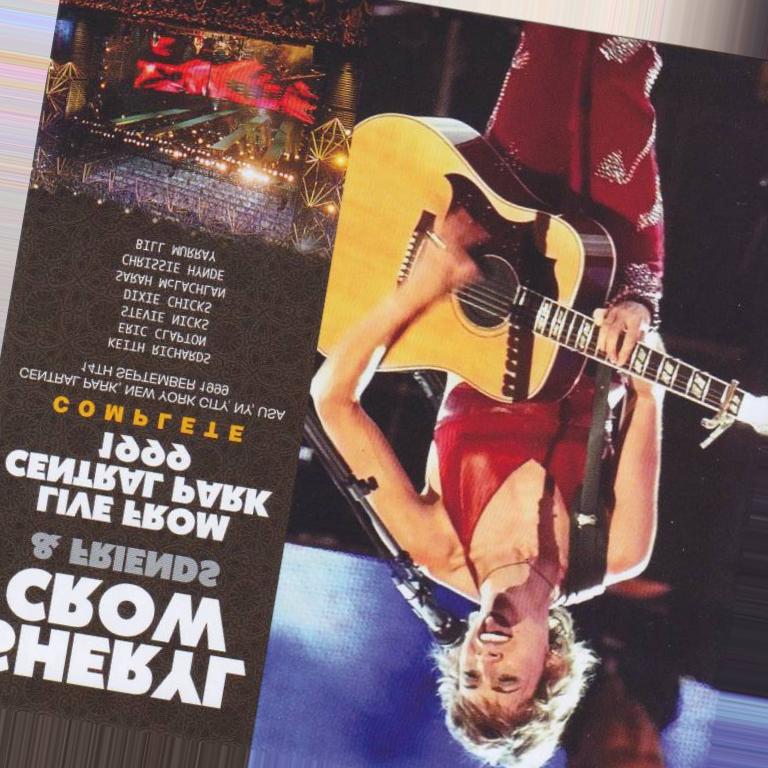 SHERYL
CROW
& FRIENDS
LIVE FROM
CENTRAL PARK
1999
COMPLETE
CENTRAL PARK, NEW YORK CITY, NY, USA
14TH SEPTEMBER 1999
KEITH RICHARDS
ERIC CLAPTON
STEVIE NICKS
DIXIE CHICKS
SARAH McLACHLAN
CHRISSIE HYNDE
BILL MURRAY